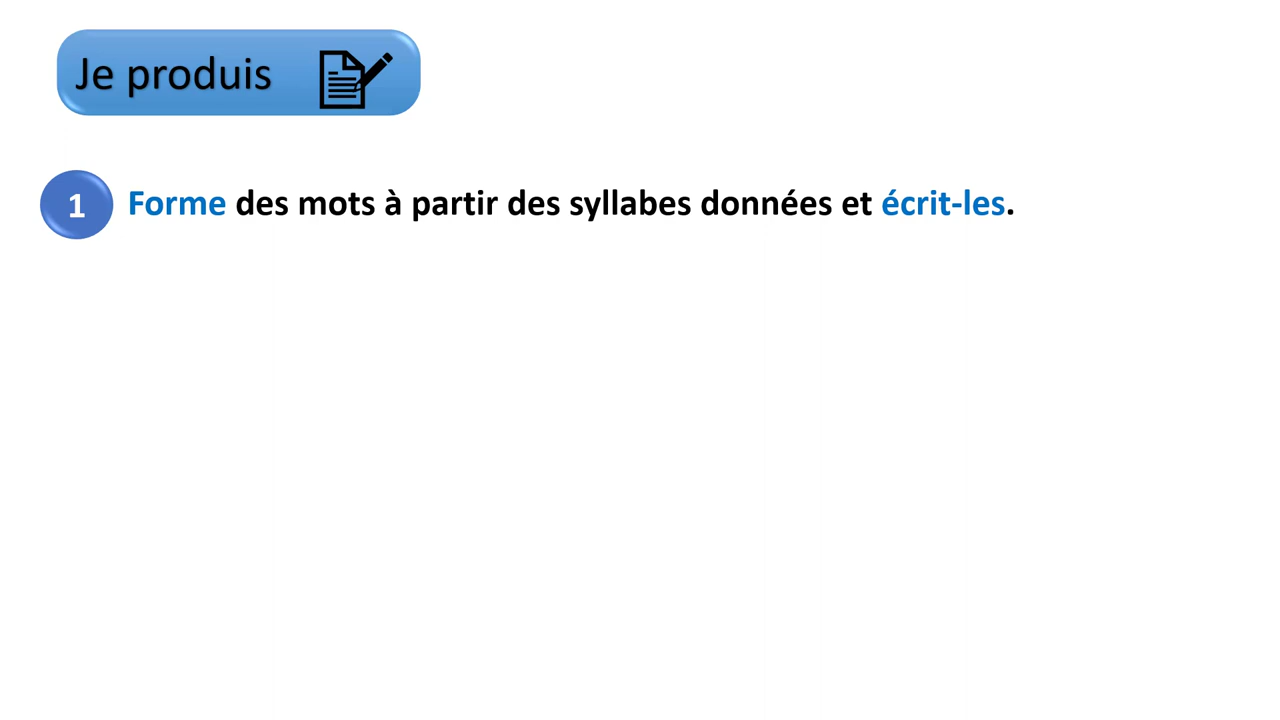 Je produis
1 Forme des mots à partir des syllabes données et écrit-les.